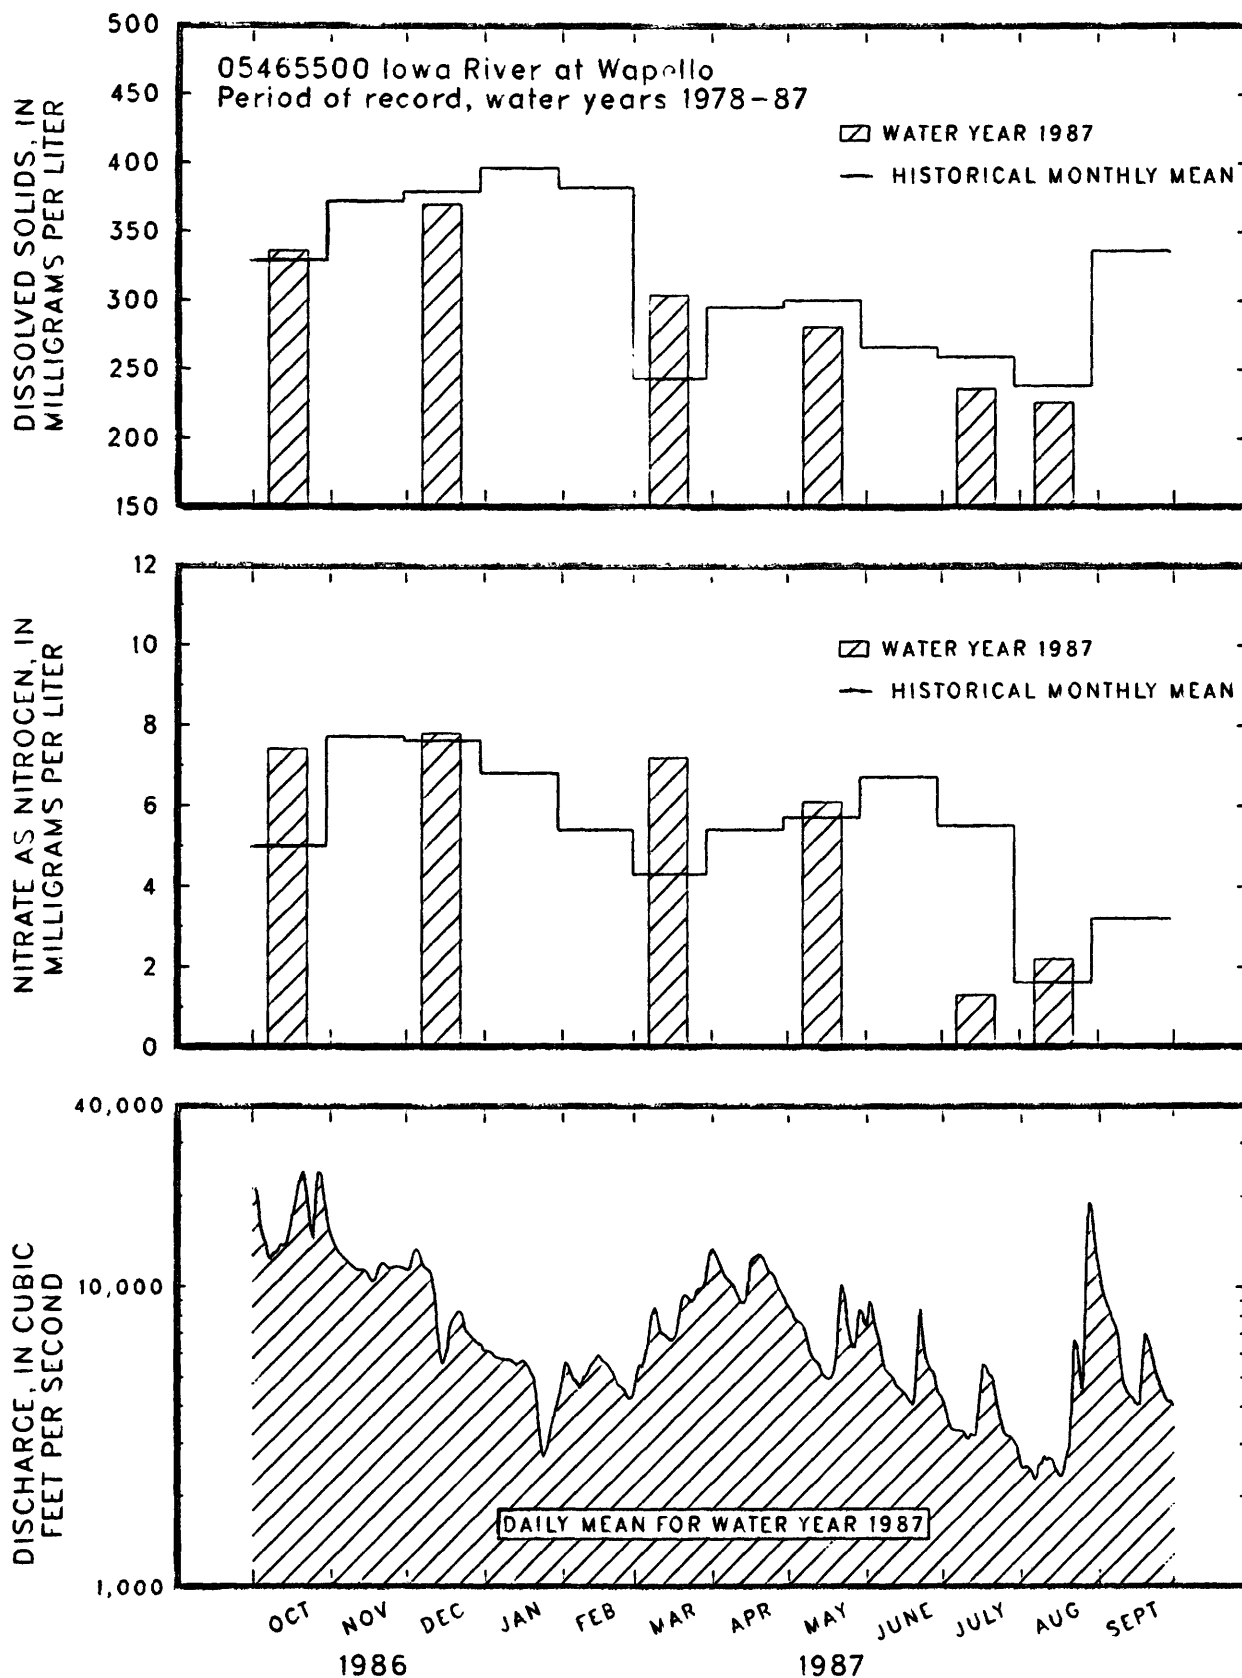 500
450
400
350
300
250
200
150
DISSOLVED SOLIDS, IN
MILLIGRAMS PER LITER
05465500 Iowa River at Wapello
Period of record, water years 1978-87
WATER YEAR 1987
HISTORICAL MONTHLY MEAN
12
10
8
6
4
2
0
NITRATE AS NITROCEN, IN
MILLIGRAMS PER LITER
WATER YEAR 1987
HISTORICAL MONTHLY MEAN
40,000
10,000
1,000
DISCHARGE, IN CUBIC
FEET PER SECOND
DAILY MEAN FOR WATER YEAR 1987
OCT NOV DEC JAN FEB MAR APR MAY JUNE JULY AUG SEPT
1986 1987